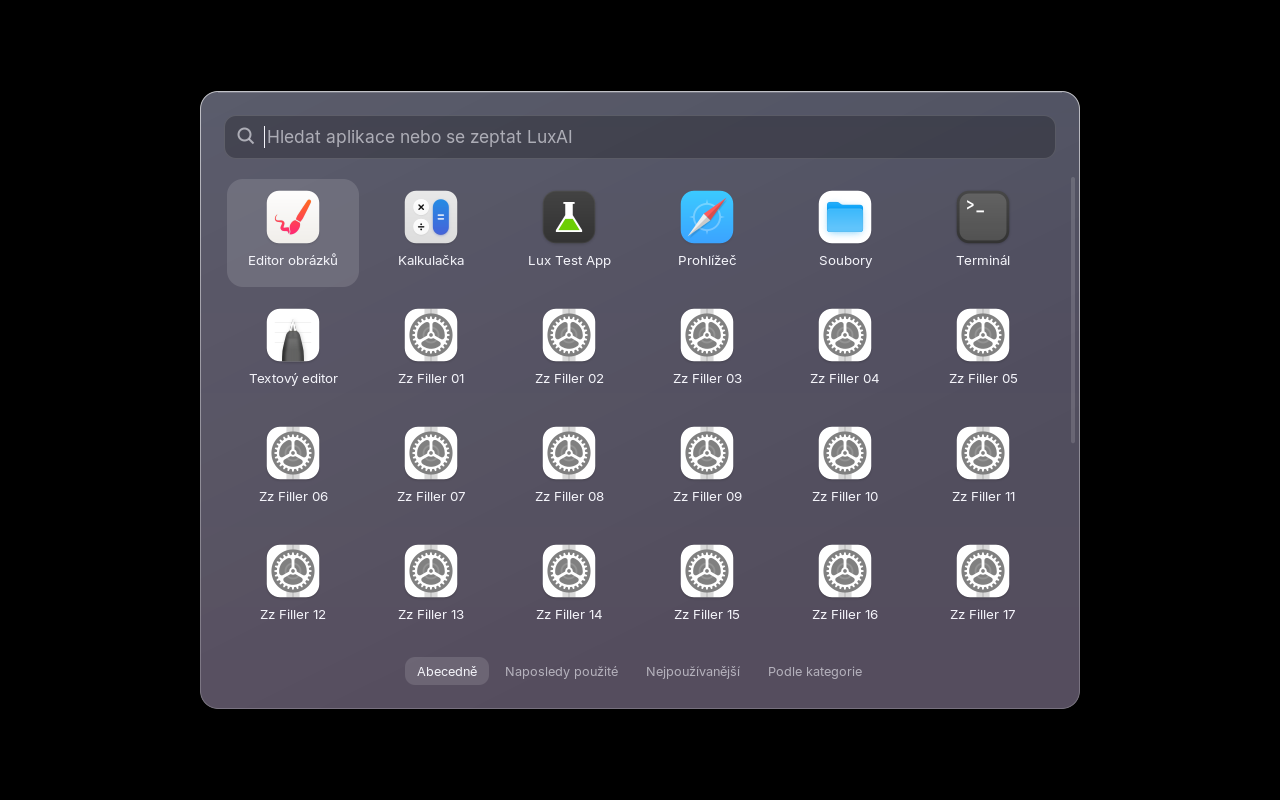 Hledat aplikace nebo se zeptat LuxAI
Editor obrázků
Kalkulačka
Lux Test App
Prohlížeč
Soubory
Terminál
Textový editor
Zz Filler 01
Zz Filler 02
Zz Filler 03
Zz Filler 04
Zz Filler 05
Zz Filler 06
Zz Filler 07
Zz Filler 08
Zz Filler 09
Zz Filler 10
Zz Filler 11
Zz Filler 12
Zz Filler 13
Zz Filler 14
Zz Filler 15
Zz Filler 16
Zz Filler 17
Abecedně
Naposledy použité
Nejpoužívanější
Podle kategorie